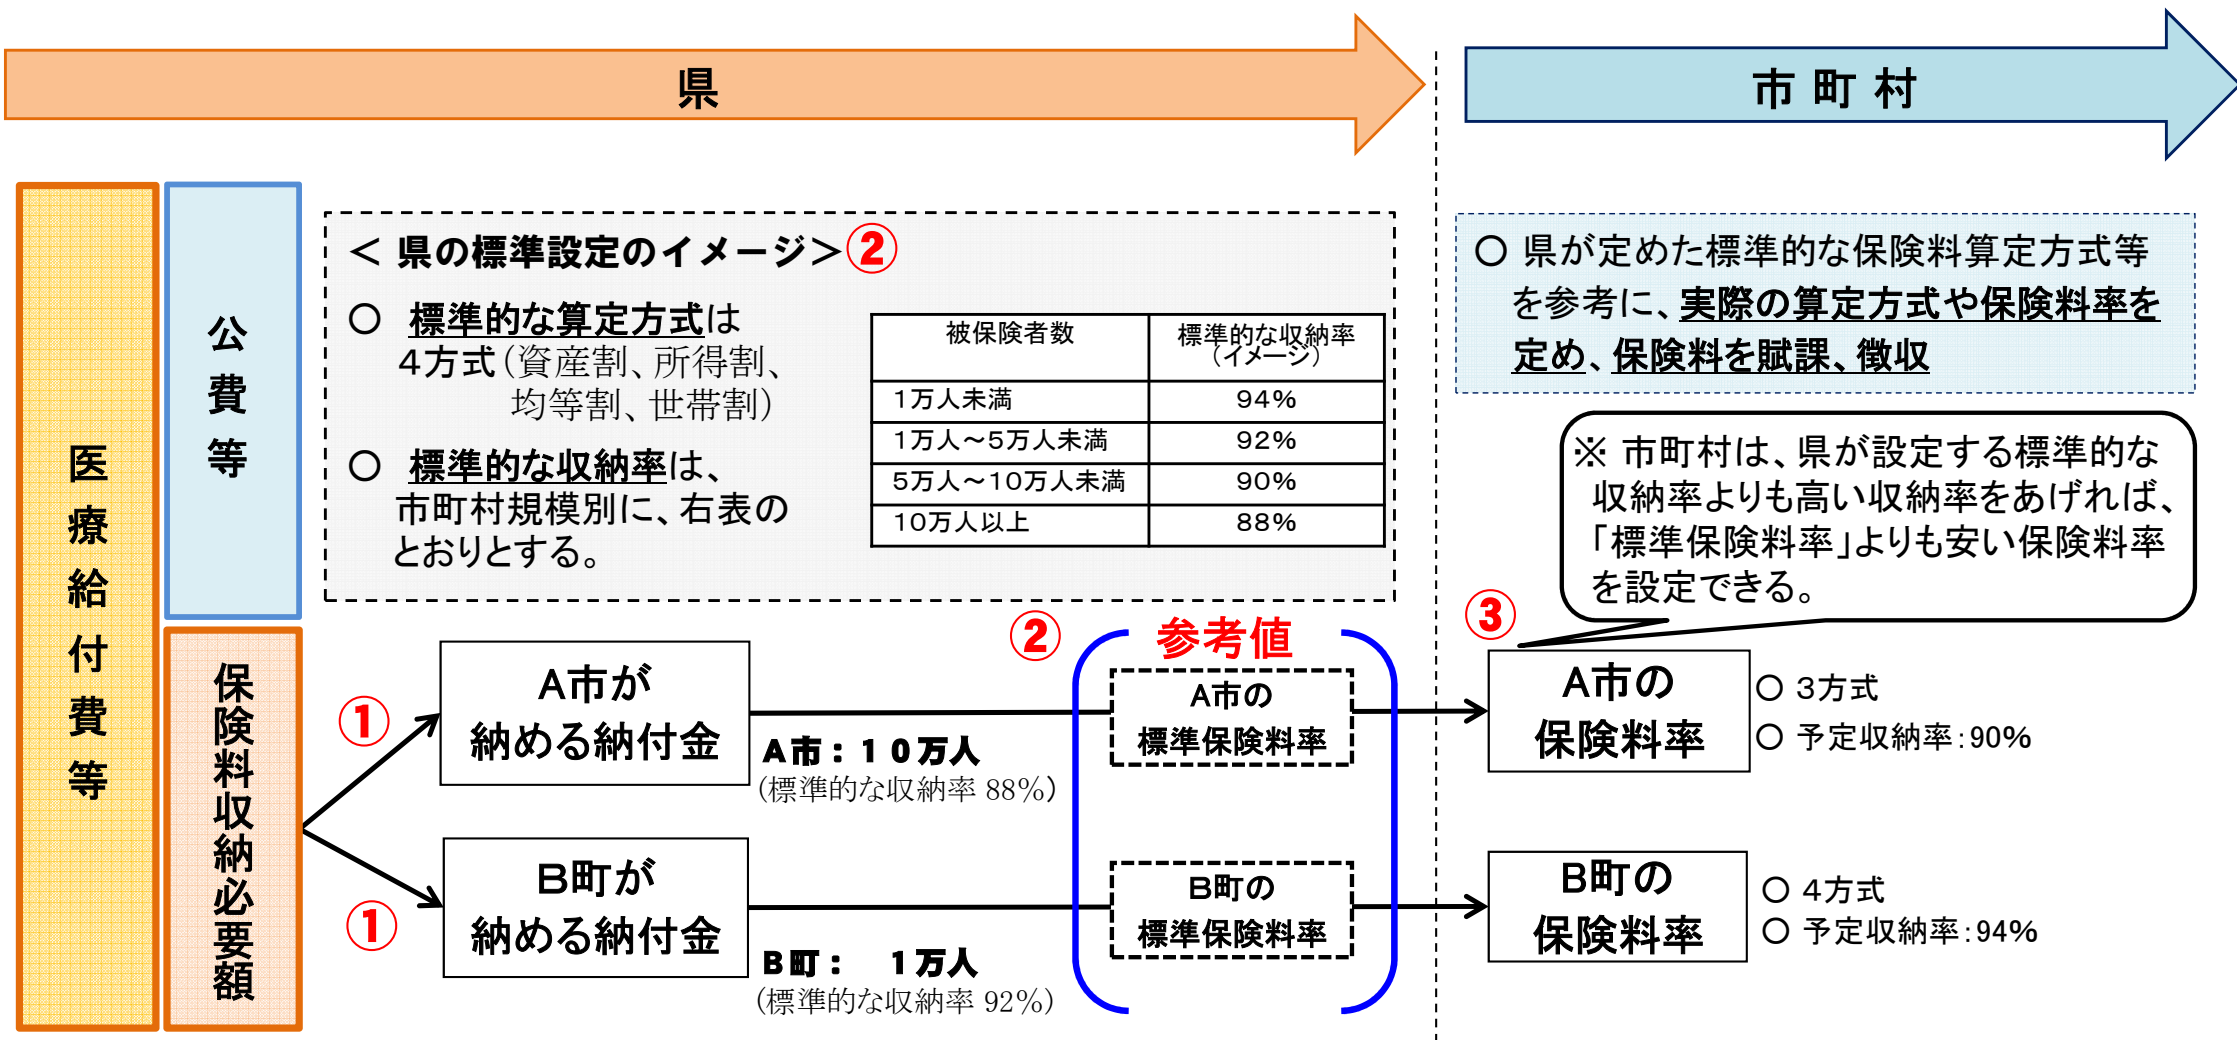 県
市町村
医療給付費等
公費等
保険料収納必要額
＜ 県の標準設定のイメージ＞②
○ 標準的な算定方式は
4方式（資産割、所得割、
均等割、世帯割）
○ 標準的な収納率は、
市町村規模別に、右表の
とおりとする。
被保険者数 標準的な収納率
（イメージ）
1万人未満 94%
1万人～5万人未満 92%
5万人～10万人未満 90%
10万人以上 88%
○ 県が定めた標準的な保険料算定方式等
を参考に、実際の算定方式や保険料率を
定め、保険料を賦課、徴収
※ 市町村は、県が設定する標準的な
収納率よりも高い収納率をあげれば、
「標準保険料率」よりも安い保険料率
を設定できる。
①
A市が
納める納付金
A市：10万人
（標準的な収納率 88%）
②
参考値
A市の
標準保険料率
③
A市の
保険料率
○ 3方式
○ 予定収納率：90%
①
B町が
納める納付金
B町： 1万人
（標準的な収納率 92%）
B町の
標準保険料率
B町の
保険料率
○ 4方式
○ 予定収納率：94%